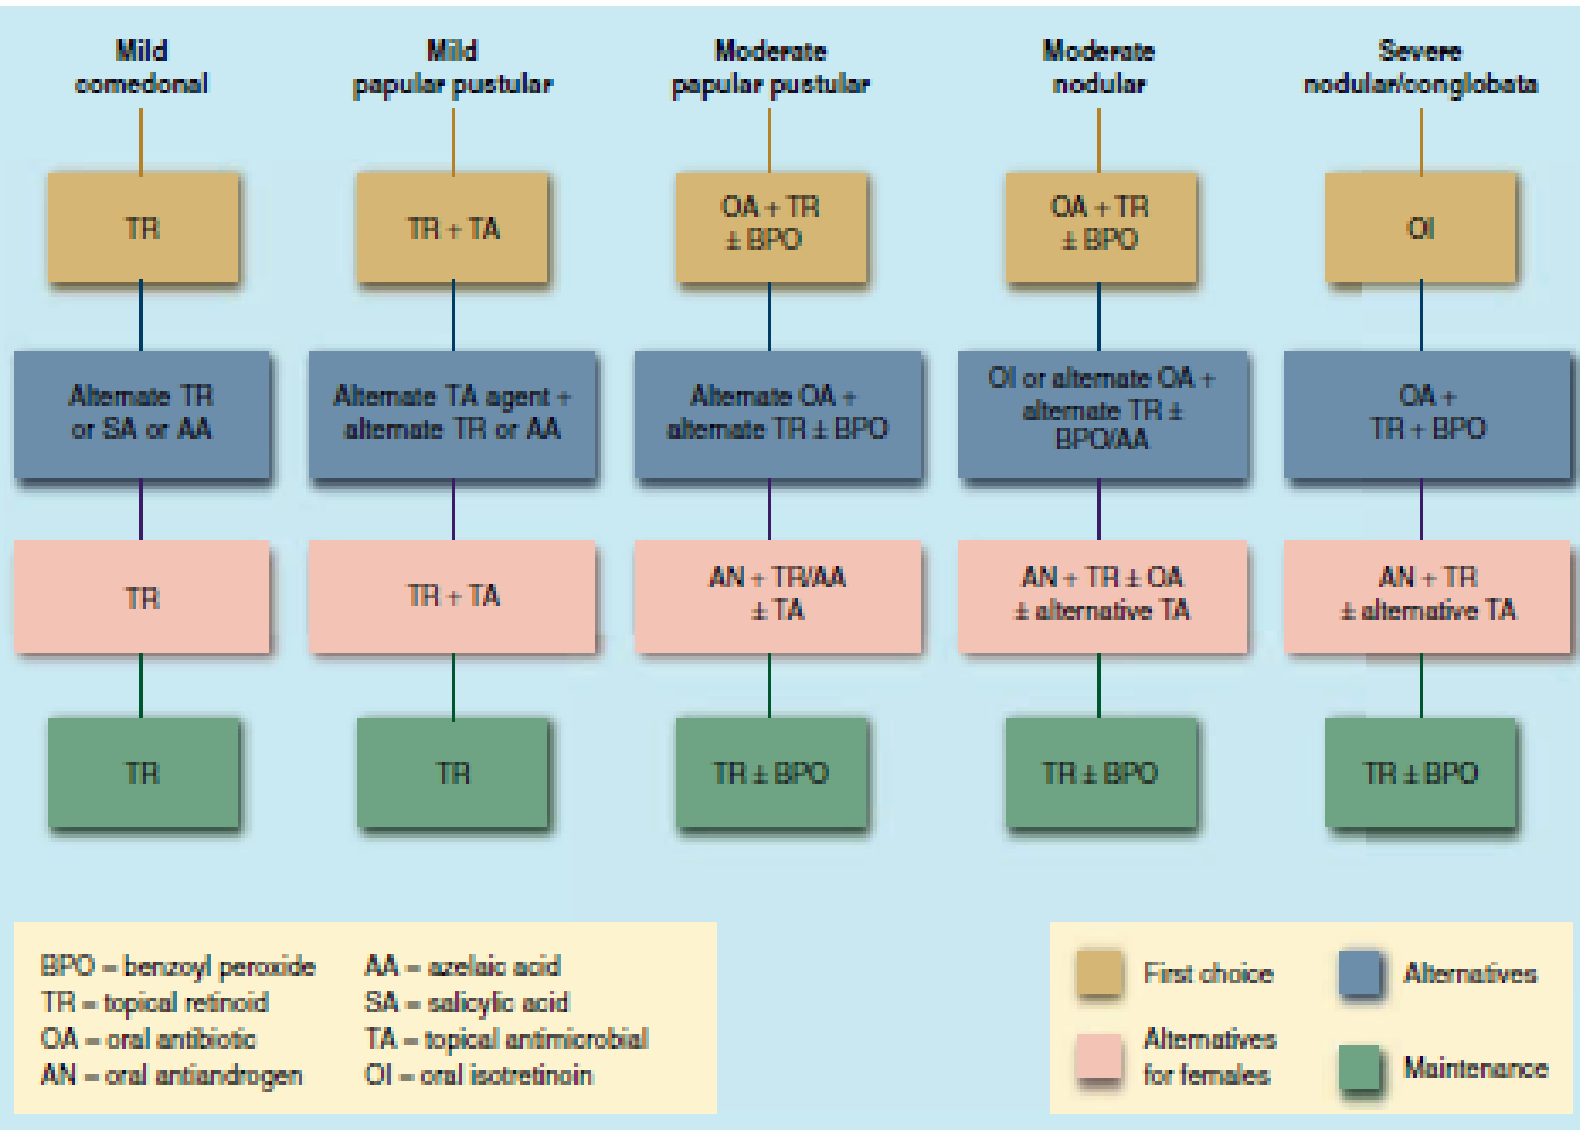 Mild
comedonal
Mild
papular pustular
Moderate
papular pustular
Moderate
nodular
Severe
nodular/conglobata
TR
TR + TA
OA + TR
± BPO
OA + TR
± BPO
OI
Alternate TR
or SA or AA
Alternate TA agent +
alternate TR or AA
Alternate OA +
alternate TR ± BPO
OI or alternate OA +
alternate TR ±
BPO/AA
OA +
TR + BPO
TR
TR + TA
AN + TR/AA
± TA
AN + TR ± OA
± alternative TA
AN + TR
± alternative TA
TR
TR
TR ± BPO
TR ± BPO
TR ± BPO
BPO – benzoyl peroxide
TR – topical retinoid
OA – oral antibiotic
AN – oral antiandrogen
AA – azelaic acid
SA – salicylic acid
TA – topical antimicrobial
OI – oral isotretinoin
First choice
Alternatives
for females
Alternatives
Maintenance